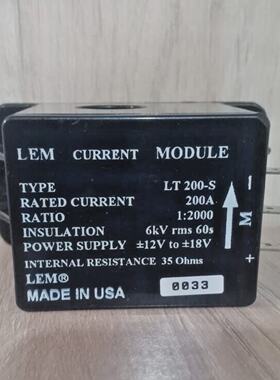 LEM CURRENT MODULE
TYPE LT 200-S
RATED CURRENT 200A
RATIO 1:2000
INSULATION 6kV rms 60s
POWER SUPPLY ±12V to ±18V
INTERNAL RESISTANCE 35 Ohms
LEM®
MADE IN USA
0033
+ M −